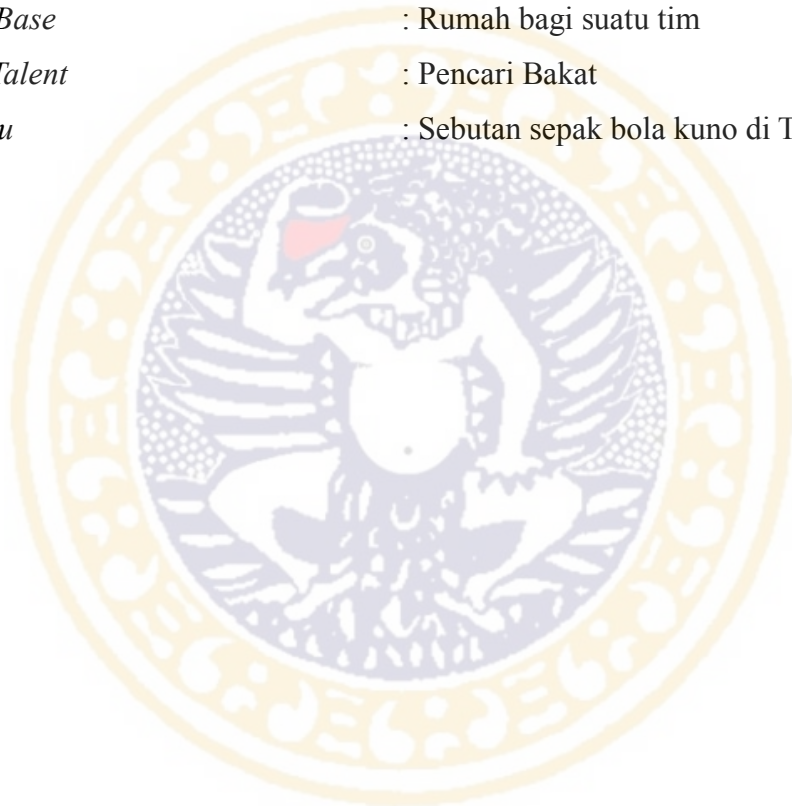 Base : Rumah bagi suatu tim
Talent : Pencari Bakat
u : Sebutan sepak bola kuno di T